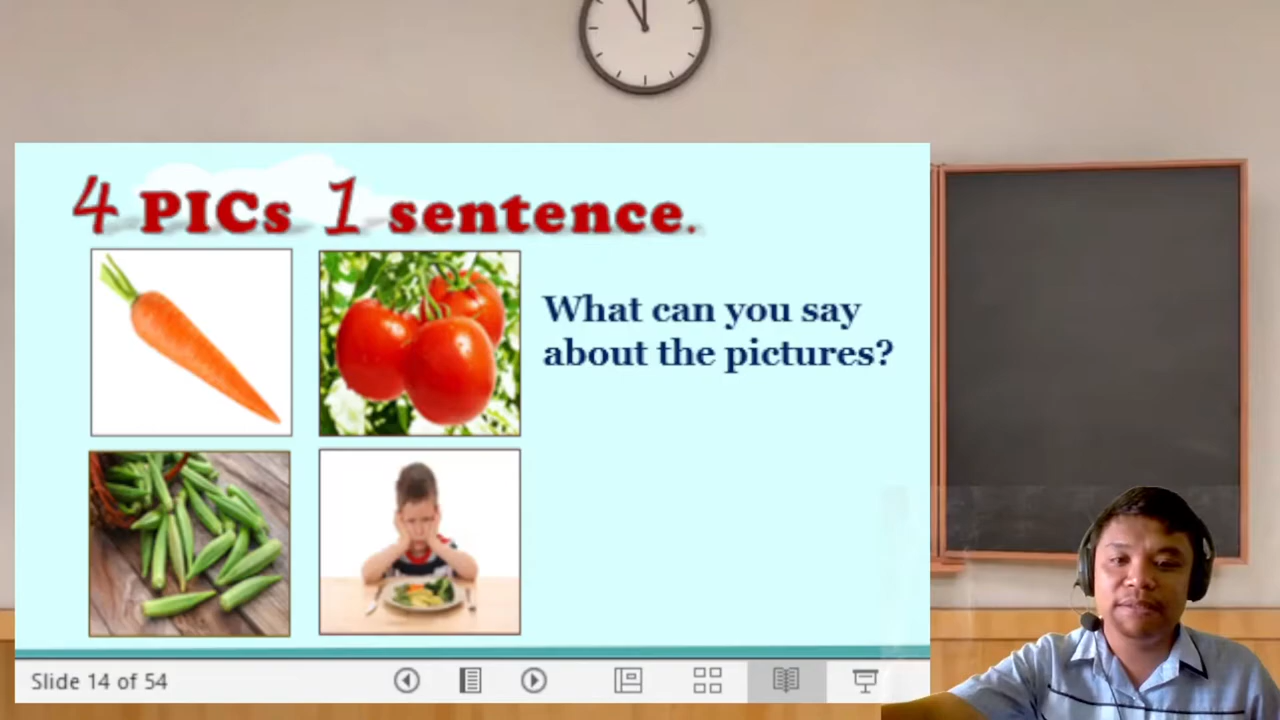 4 PICs 1 sentence.
What can you say
about the pictures?
Slide 14 of 54